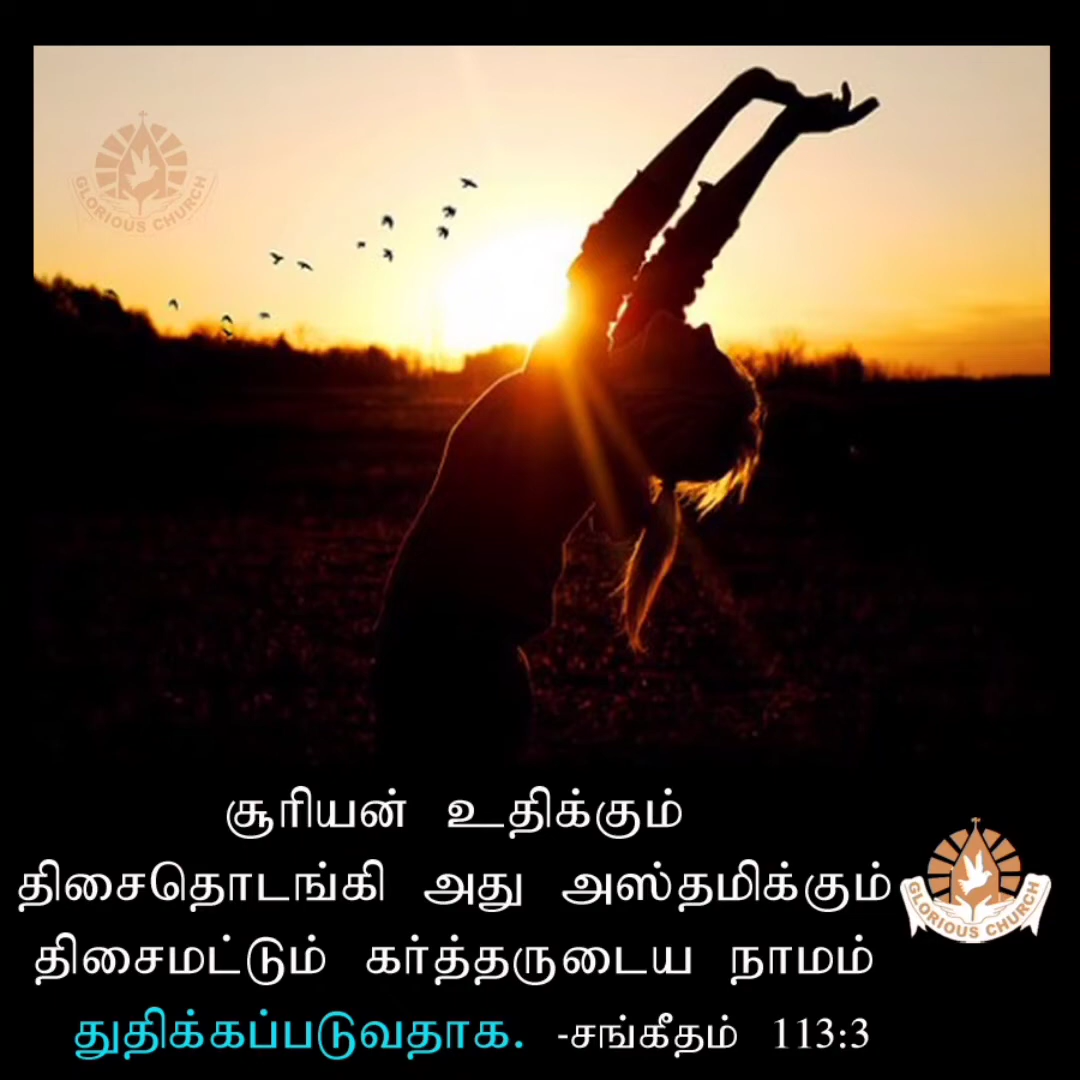 GLORIOUS CHURCH
சூரியன் உதிக்கும்
திசைதொடங்கி அது அஸ்தமிக்கும்
திசைமட்டும் கர்த்தருடைய நாமம்
துதிக்கப்படுவதாக. -சங்கீதம் 113:3
GLORIOUS CHURCH